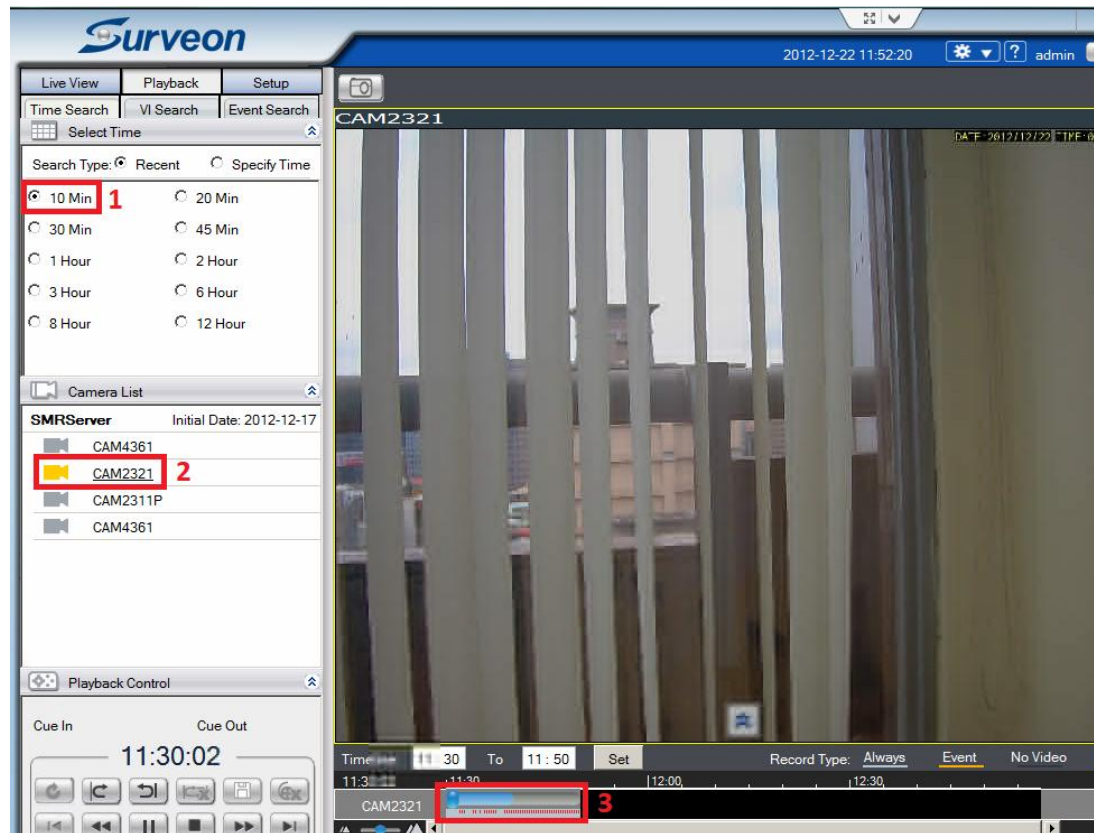 Surveon
2012-12-22 11:52:20 ? admin
Live View Playback Setup
Time Search VI Search Event Search
Select Time
Search Type: Recent Specify Time
10 Min 1 20 Min
30 Min 45 Min
1 Hour 2 Hour
3 Hour 6 Hour
8 Hour 12 Hour
Camera List
SMRServer Initial Date: 2012-12-17
CAM4361
CAM2321 2
CAM2311P
CAM4361
Playback Control
Cue In Cue Out
11:30:02
CAM2321
DATE 2012/12/22
Time 30 To 11 : 50 Set Record Type: Always Event No Video
11:30 12:00 12:30
CAM2321 3